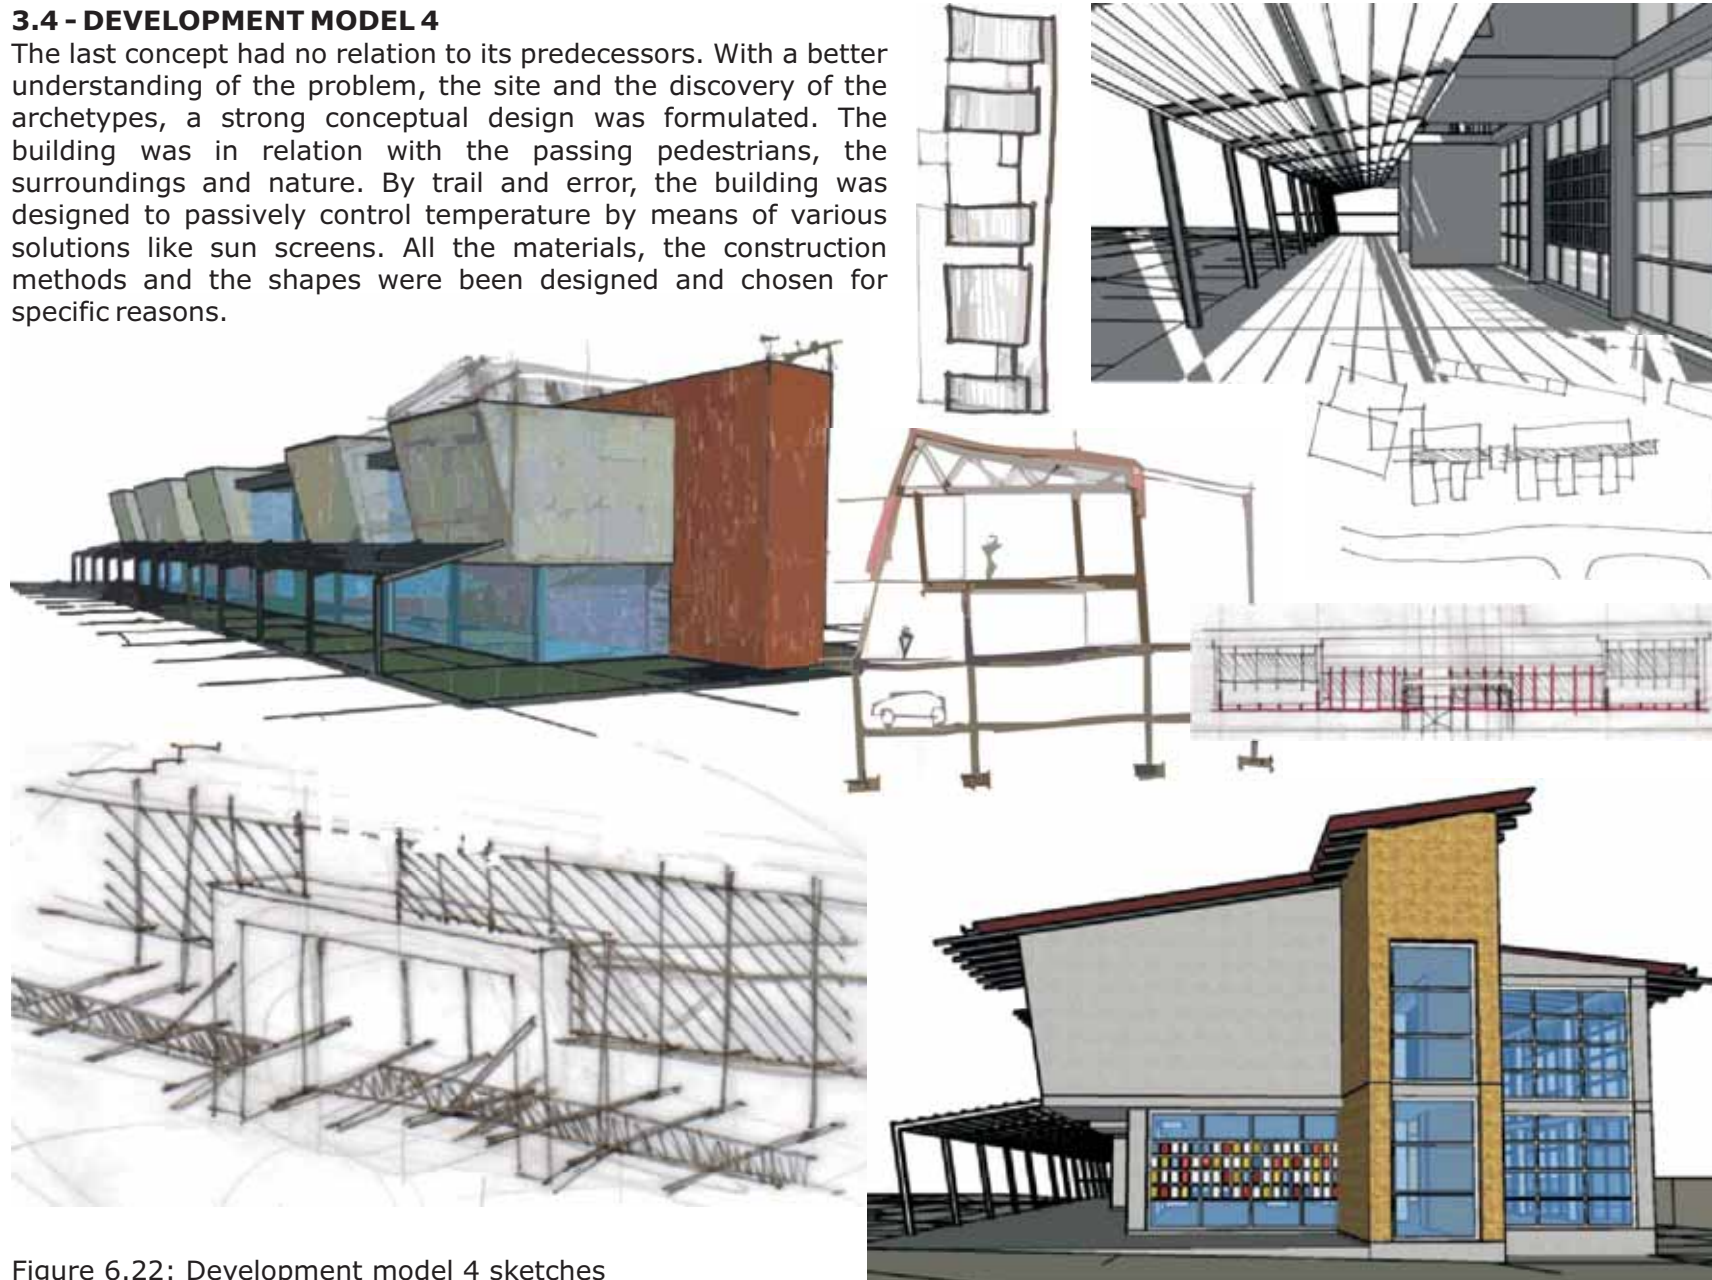 3.4 - DEVELOPMENT MODEL 4
The last concept had no relation to its predecessors. With a better
understanding of the problem, the site and the discovery of the
archetypes, a strong conceptual design was formulated. The
building was in relation with the passing pedestrians, the
surroundings and nature. By trail and error, the building was
designed to passively control temperature by means of various
solutions like sun screens. All the materials, the construction
methods and the shapes were been designed and chosen for
specific reasons.
Figure 6.22: Development model 4 sketches